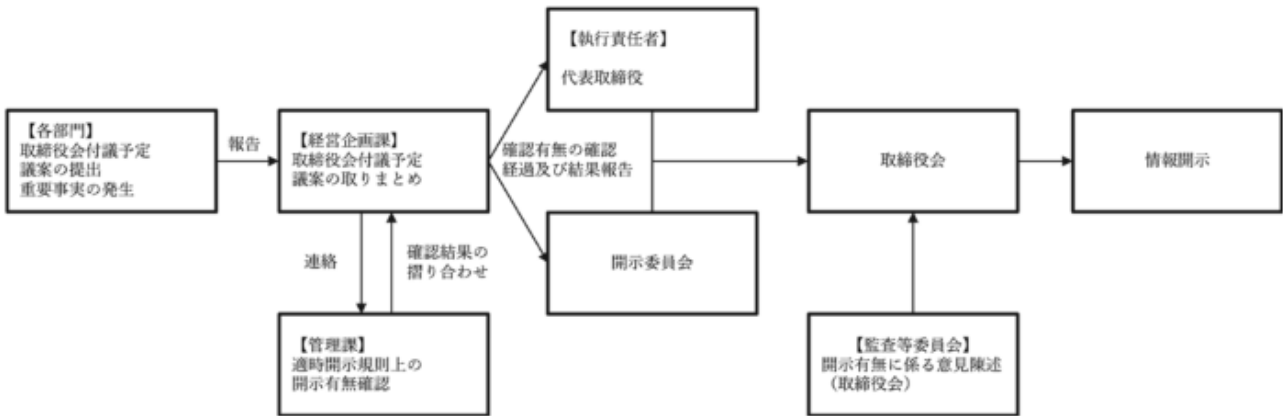 【執行責任者】
代表取締役
【各部門】
取締役会付議予定
議案の提出
重要事実の発生
報告
【経営企画課】
取締役会付議予定
議案の取りまとめ
確認有無の確認
経過及び結果報告
取締役会
情報開示
連絡
確認結果の
摺り合わせ
開示委員会
【管理課】
適時開示規則上の
開示有無確認
【監査等委員会】
開示有無に係る意見陳述
（取締役会）